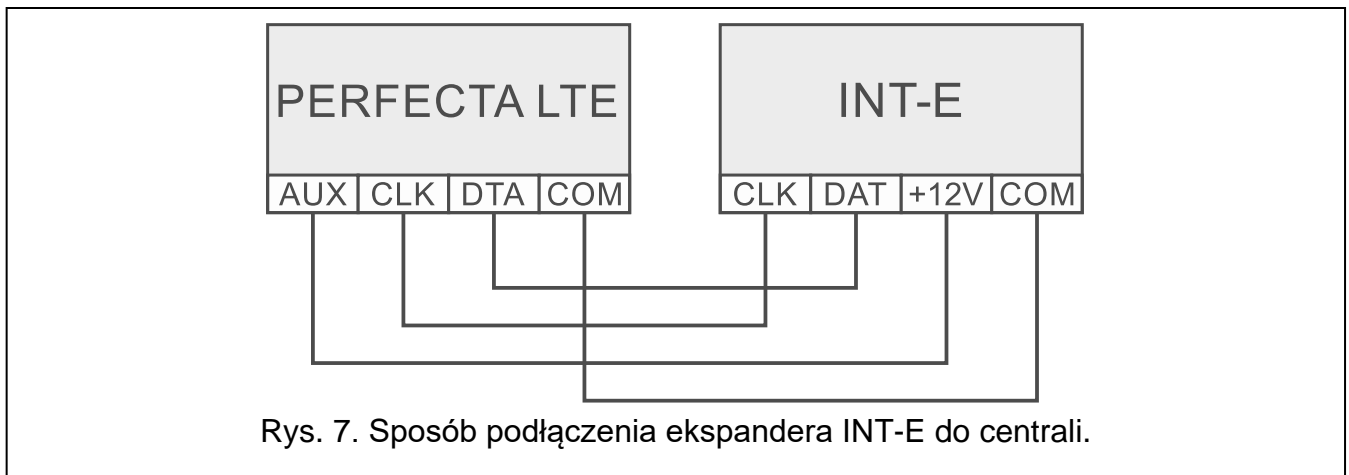 PERFECTA LTE INT-E
AUX CLK DTA COM CLK DAT +12V COM
Rys. 7. Sposób podłączenia ekspandera INT-E do centrali.